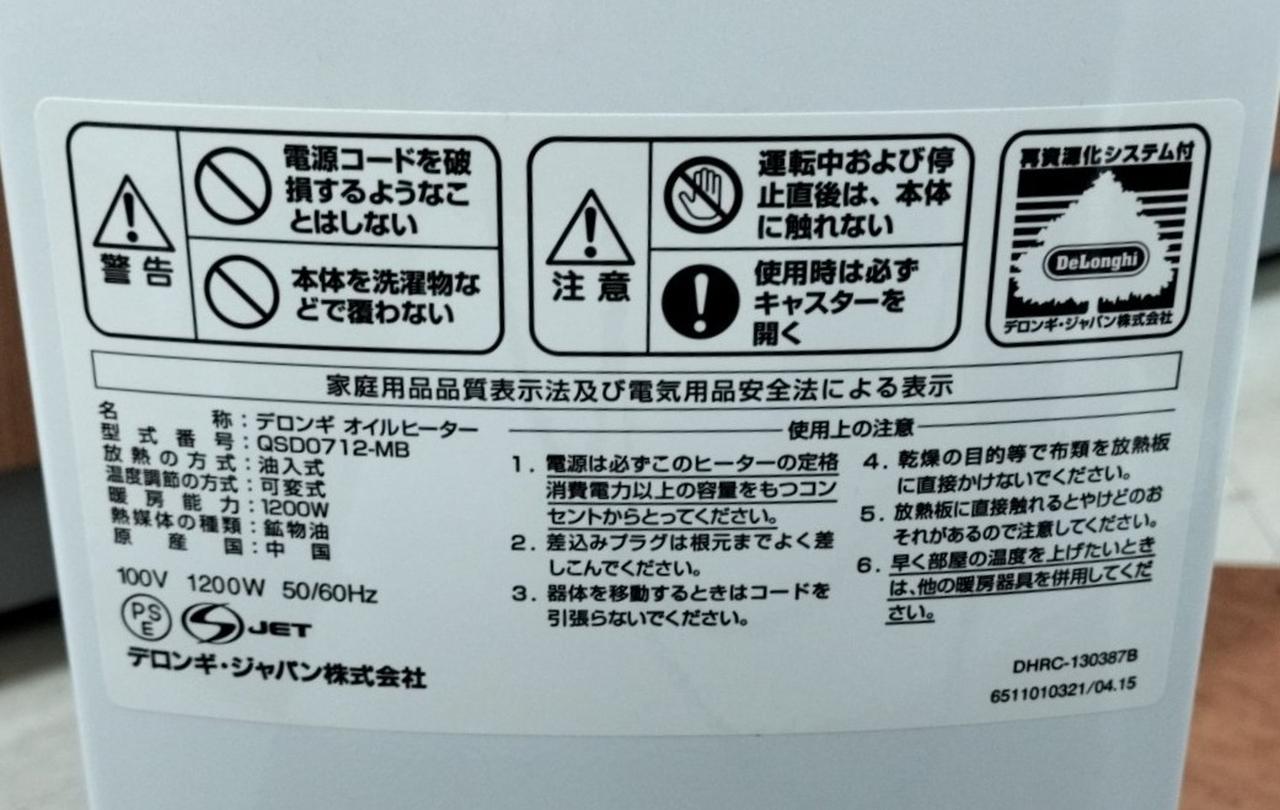 電源コードを破
損するようなこ
とはしない
警告
本体を洗濯物な
どで覆わない
運転中および停
止直後は、本体
に触れない
注意
使用時は必ず
キャスターを
開く
再資源化システム付
DeLonghi
デロンギ・ジャパン株式会社
家庭用品品質表示法及び電気用品安全法による表示
名称：デロンギ オイルヒーター
型式番号：QSD0712-MB
放熱の方式：油入式
温度調節の方式：可変式
暖房能力：1200W
熱媒体の種類：鉱物油
原産国：中国
100V 1200W 50/60Hz
PS
E
JET
デロンギ・ジャパン株式会社
使用上の注意
1. 電源は必ずこのヒーターの定格
消費電力以上の容量をもつコン
セントからとってください。
2. 差込みプラグは根元までよく差
しこんでください。
3. 器体を移動するときはコードを
引張らないでください。
4. 乾燥の目的等で布類を放熱板
に直接かけないでください。
5. 放熱板に直接触れるとやけどのお
それがあるので注意してください。
6. 早く部屋の温度を上げたいとき
は、他の暖房器具を併用してくだ
さい。
DHRC-130387B
6511010321/04.15